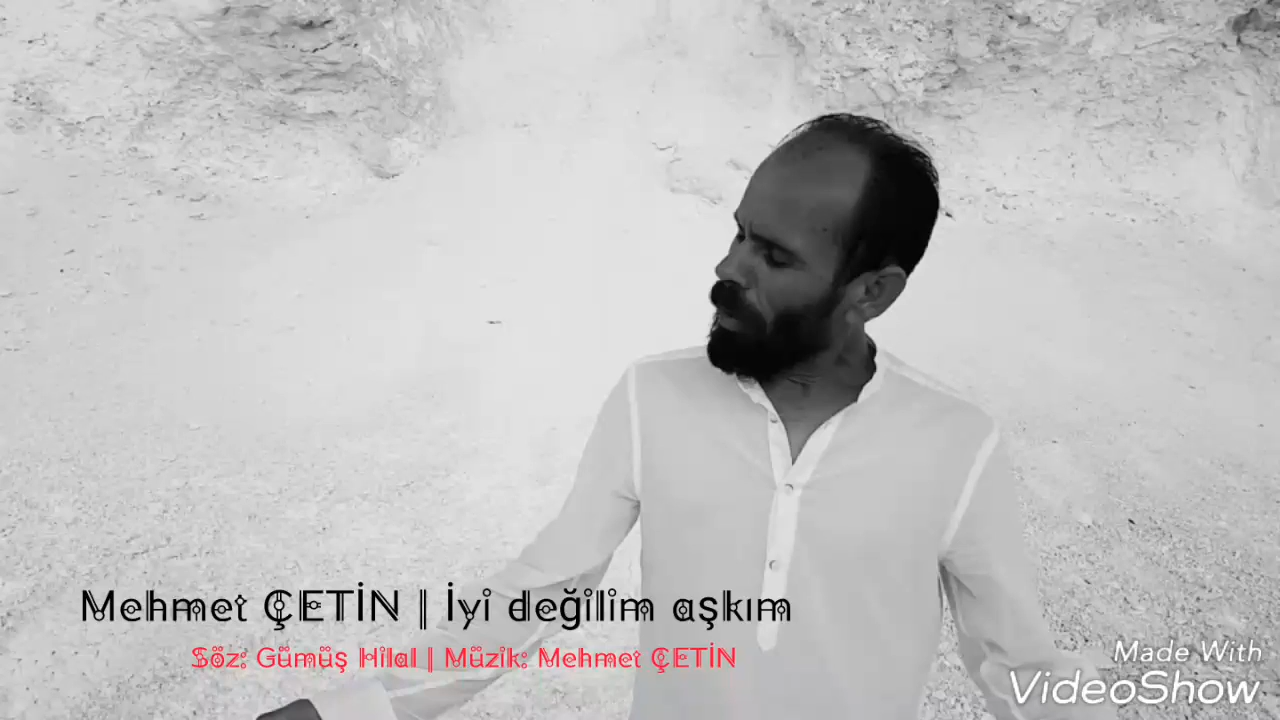 Mehmet ÇETİN | İyi değilim aşkım
Söz: Gümüş Hilal | Müzik: Mehmet ÇETİN
Made With
VideoShow